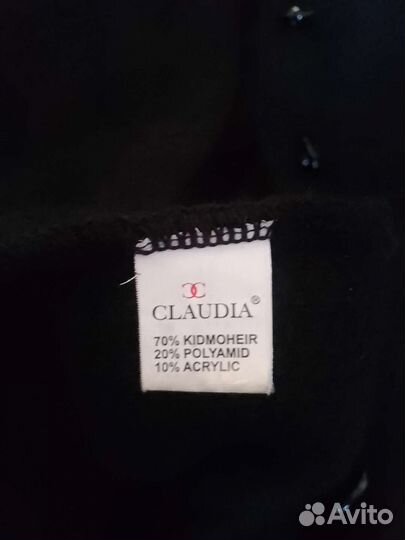 CLAUDIA®
70% KIDMOHEIR
20% POLYAMID
10% ACRYLIC
Avito